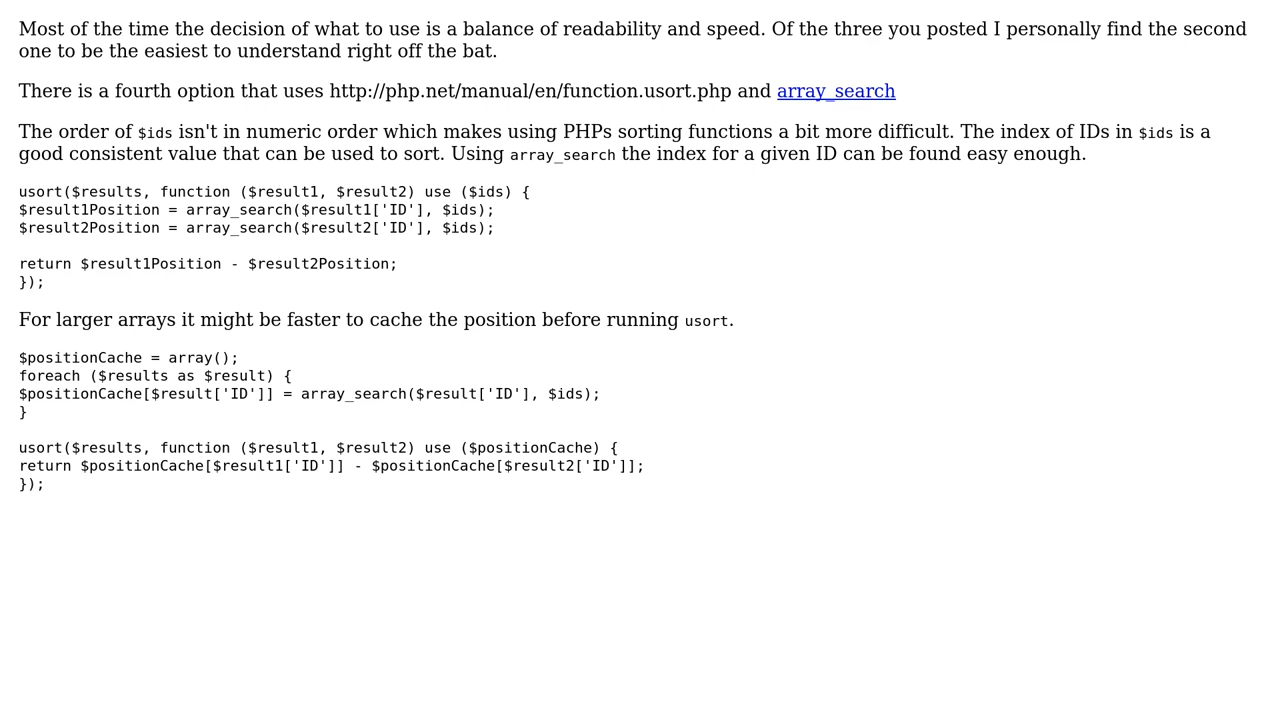 Most of the time the decision of what to use is a balance of readability and speed. Of the three you posted I personally find the second
one to be the easiest to understand right off the bat.
There is a fourth option that uses http://php.net/manual/en/function.usort.php and array_search
The order of $ids isn't in numeric order which makes using PHPs sorting functions a bit more difficult. The index of IDs in $ids is a
good consistent value that can be used to sort. Using array_search the index for a given ID can be found easy enough.
usort($results, function ($result1, $result2) use ($ids) {
$result1Position = array_search($result1['ID'], $ids);
$result2Position = array_search($result2['ID'], $ids);
return $result1Position - $result2Position;
});
For larger arrays it might be faster to cache the position before running usort.
$positionCache = array();
foreach ($results as $result) {
$positionCache[$result['ID']] = array_search($result['ID'], $ids);
}
usort($results, function ($result1, $result2) use ($positionCache) {
return $positionCache[$result1['ID']] - $positionCache[$result2['ID']];
});